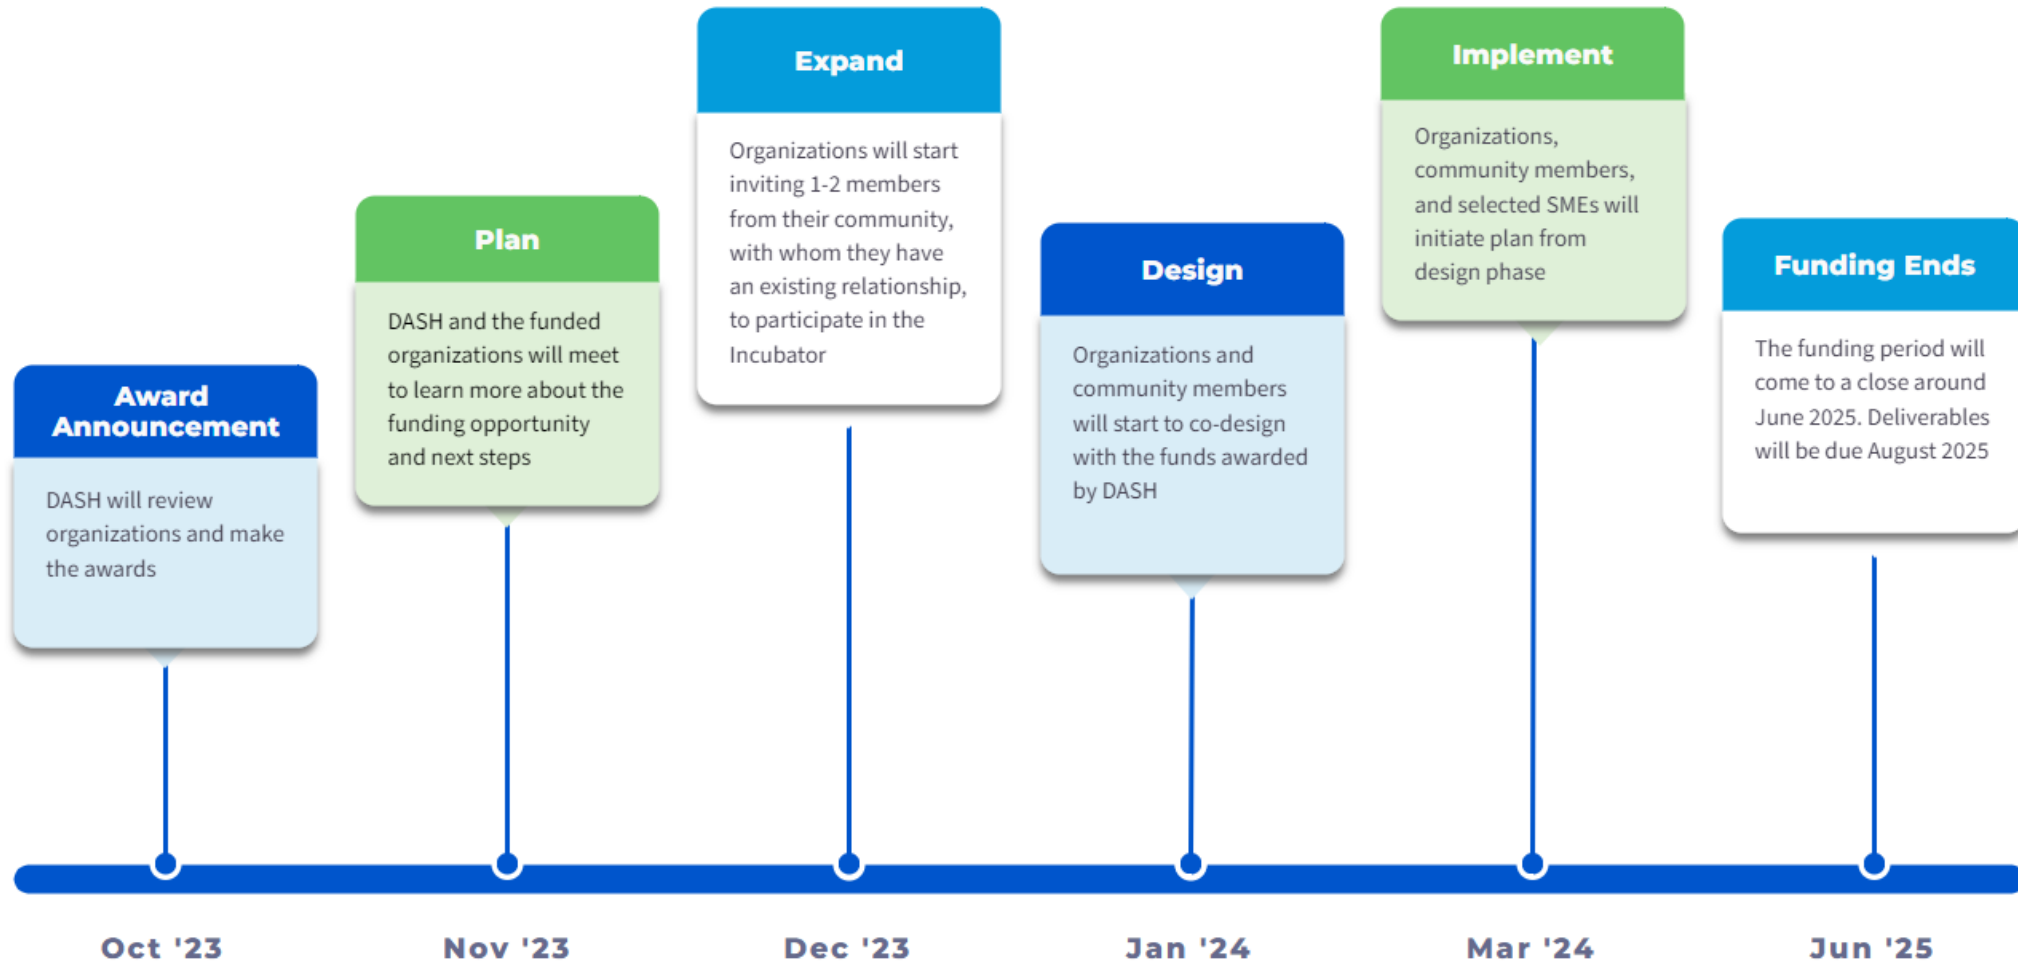 Award
Announcement
DASH will review
organizations and make
the awards
Plan
DASH and the funded
organizations will meet
to learn more about the
funding opportunity
and next steps
Expand
Organizations will start
inviting 1-2 members
from their community,
with whom they have
an existing relationship,
to participate in the
Incubator
Design
Organizations and
community members
will start to co-design
with the funds awarded
by DASH
Implement
Organizations,
community members,
and selected SMEs will
initiate plan from
design phase
Funding Ends
The funding period will
come to a close around
June 2025. Deliverables
will be due August 2025
Oct '23
Nov '23
Dec '23
Jan '24
Mar '24
Jun '25